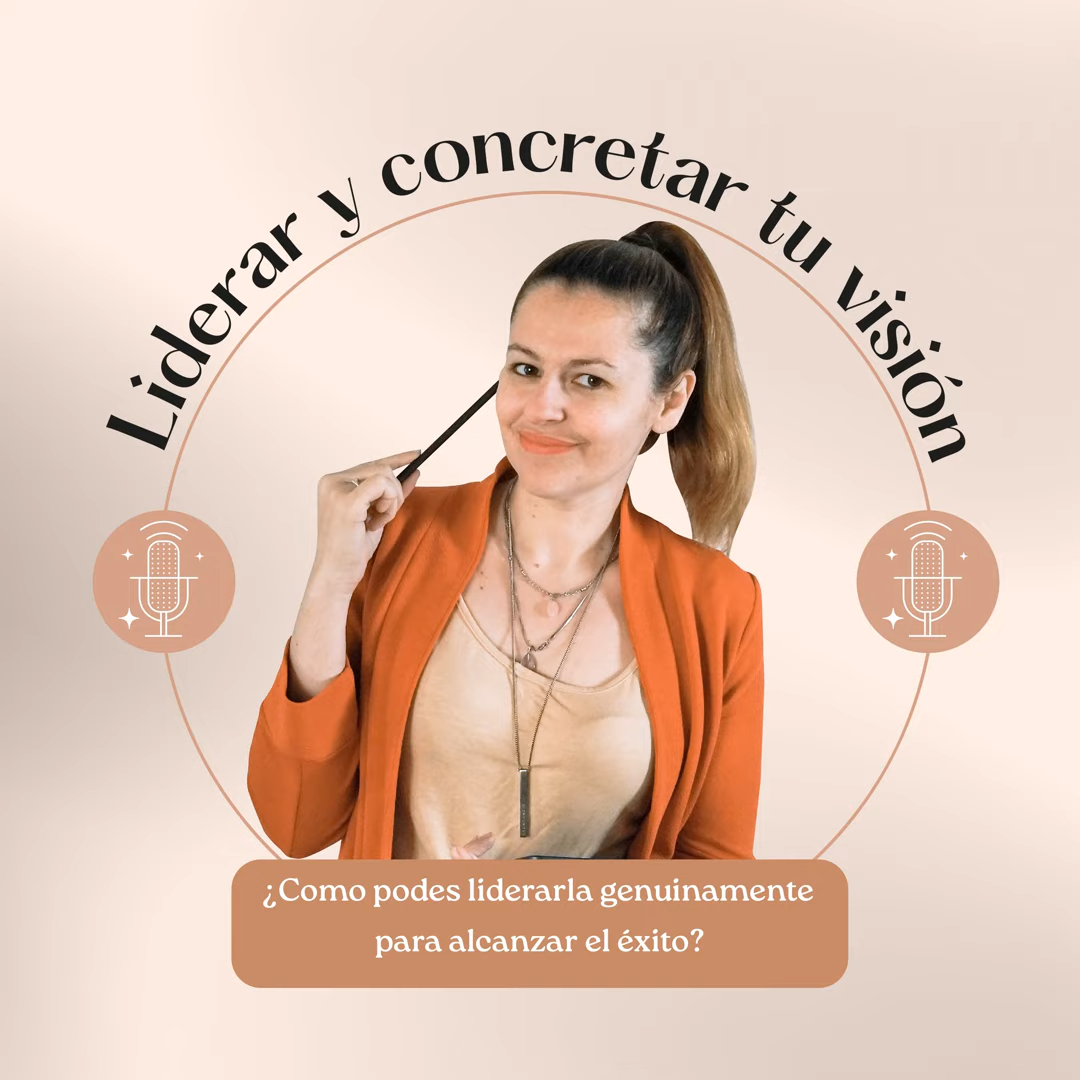 Liderar y concretar tu visión
¿Como podes liderarla genuinamente
para alcanzar el éxito?